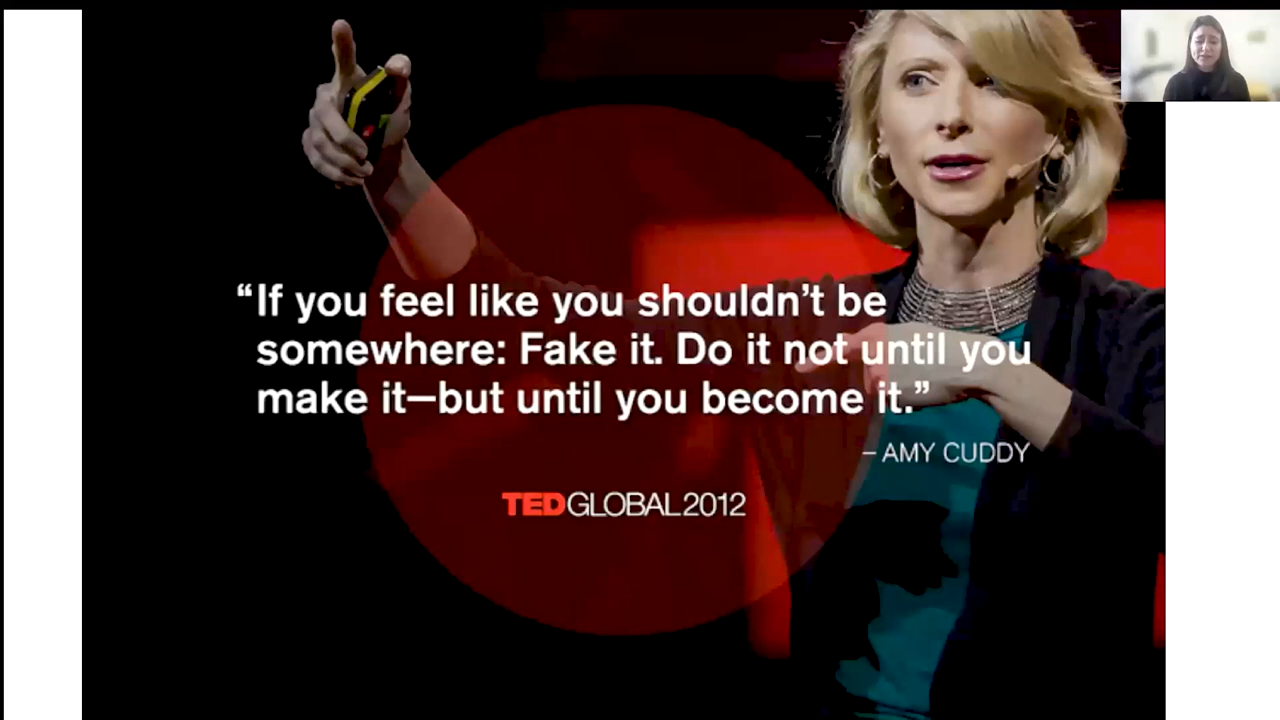 “If you feel like you shouldn’t be
somewhere: Fake it. Do it not until you
make it—but until you become it.”
– AMY CUDDY
TEDGLOBAL2012